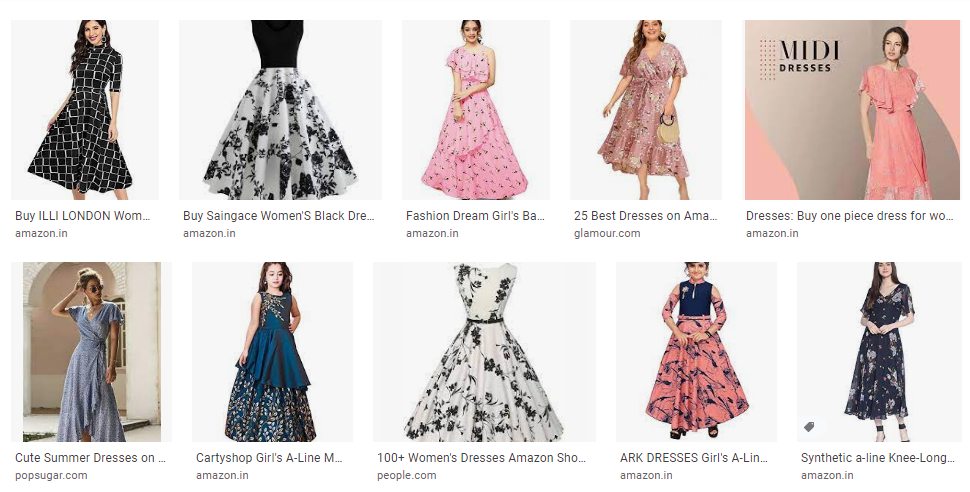 MIDI
DRESSES
Buy ILLI LONDON Wom...
amazon.in
Buy Saingace Women'S Black Dre...
amazon.in
Fashion Dream Girl's Ba...
amazon.in
25 Best Dresses on Ama...
glamour.com
Dresses: Buy one piece dress for wo...
amazon.in
Cute Summer Dresses on ...
popsugar.com
Cartyshop Girl's A-Line M...
amazon.in
100+ Women's Dresses Amazon Sho...
people.com
ARK DRESSES Girl's A-Lin...
amazon.in
Synthetic a-line Knee-Long...
amazon.in